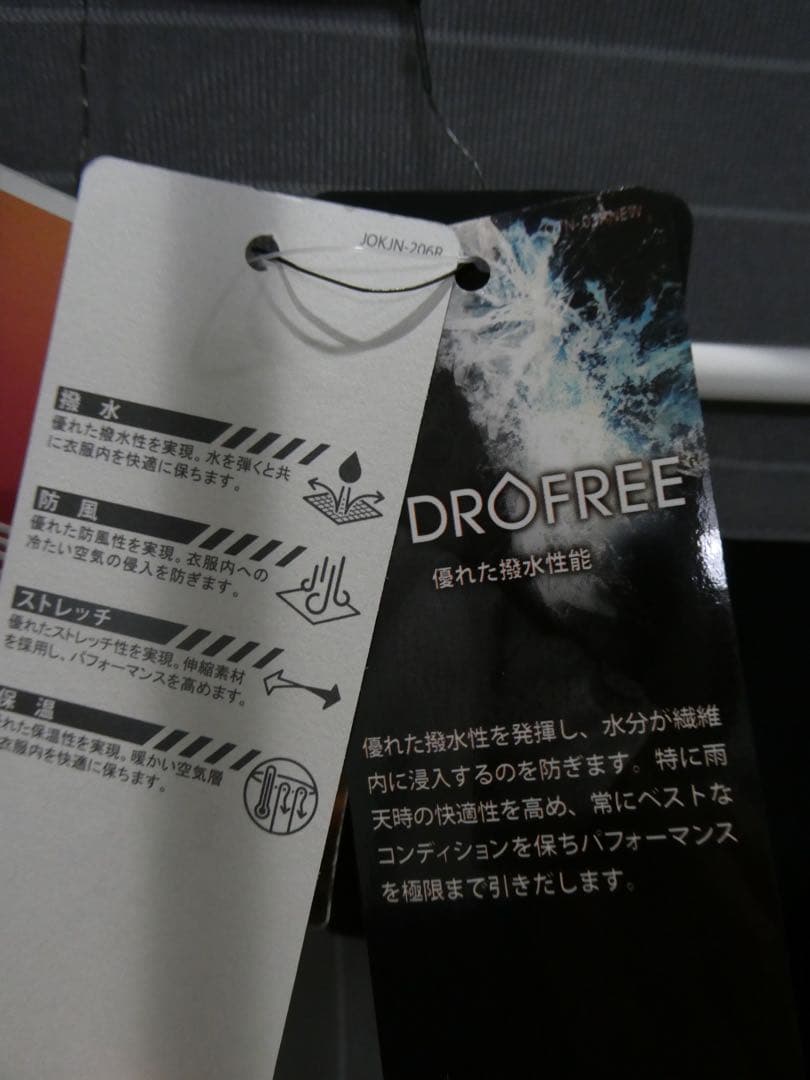 JOKJN-206R
撥 水
優れた撥水性を実現。水を弾くと共
に衣服内を快適に保ちます。
防 風
優れた防風性を実現。衣服内への
冷たい空気の侵入を防ぎます。
ストレッチ
優れたストレッチ性を実現。伸縮素材
を採用し、パフォーマンスを高めます。
保 温
れた保温性を実現。暖かい空気層
衣服内を快適に保ちます。
DROFREE
優れた撥水性能
優れた撥水性を発揮し、水分が繊維
内に浸入するのを防ぎます。特に雨
天時の快適性を高め、常にベストな
コンディションを保ちパフォーマンス
を極限まで引きだします。